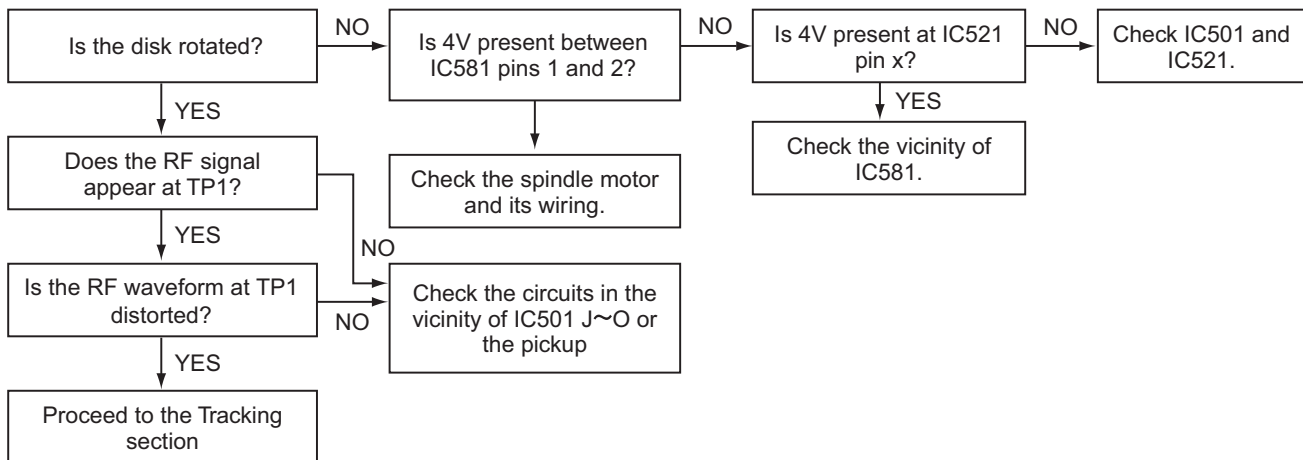 Is the disk rotated?
NO
Is 4V present between
IC581 pins 1 and 2?
NO
Is 4V present at IC521
pin x?
NO
Check IC501 and
IC521.
YES
YES
Does the RF signal
appear at TP1?
Check the spindle motor
and its wiring.
Check the vicinity of
IC581.
YES
NO
Is the RF waveform at TP1
distorted?
NO
Check the circuits in the
vicinity of IC501 J~O or
the pickup
YES
Proceed to the Tracking
section